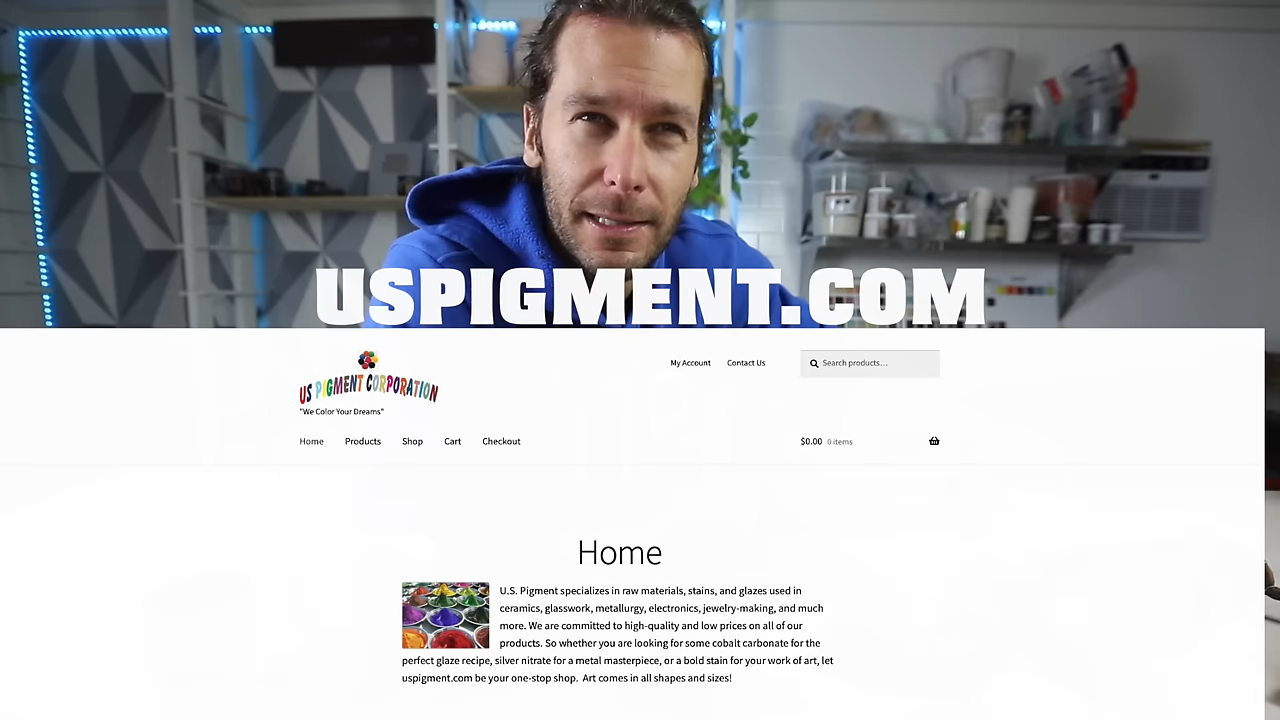 USPIGMENT.COM
US PIGMENT CORPORATION
"We Color Your Dreams"
My Account Contact Us Search products...
Home Products Shop Cart Checkout $0.00 0 items
Home
U.S. Pigment specializes in raw materials, stains, and glazes used in
ceramics, glasswork, metallurgy, electronics, jewelry-making, and much
more. We are committed to high-quality and low prices on all of our
products. So whether you are looking for some cobalt carbonate for the
perfect glaze recipe, silver nitrate for a metal masterpiece, or a bold stain for your work of art, let
uspigment.com be your one-stop shop. Art comes in all shapes and sizes!